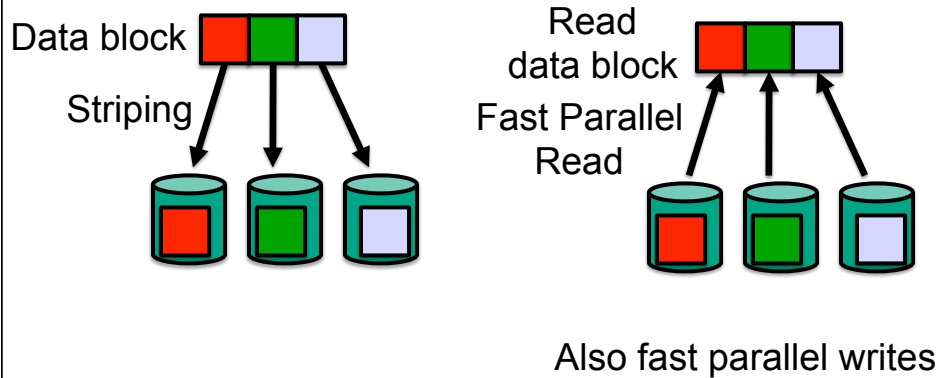 Data block
Striping
Read
data block
Fast Parallel
Read
Also fast parallel writes